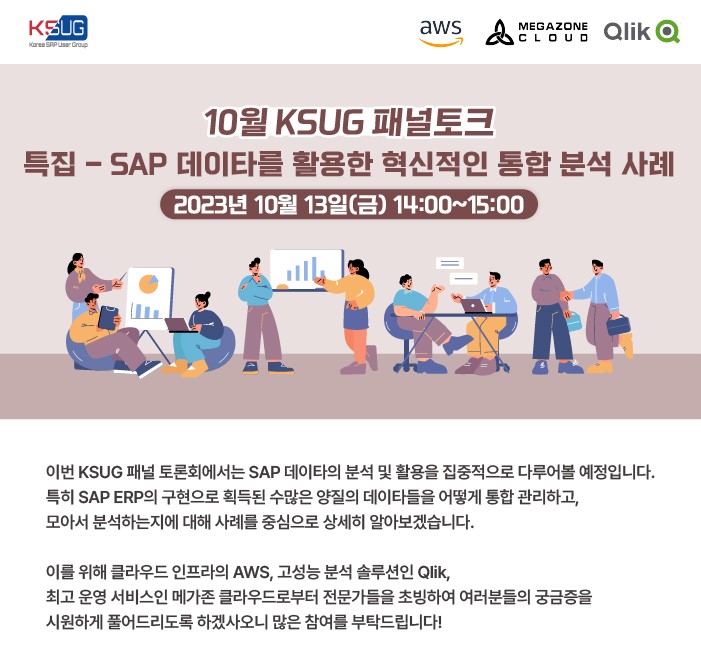 KSUG
Korea SAP User Group
aws
MEGAZONE
CLOUD
Qlik
10월 KSUG 패널토크
특집 – SAP 데이타를 활용한 혁신적인 통합 분석 사례
2023년 10월 13일(금) 14:00~15:00
이번 KSUG 패널 토론회에서는 SAP 데이타의 분석 및 활용을 집중적으로 다루어볼 예정입니다.
특히 SAP ERP의 구현으로 획득된 수많은 양질의 데이타들을 어떻게 통합 관리하고,
모아서 분석하는지에 대해 사례를 중심으로 상세히 알아보겠습니다.
이를 위해 클라우드 인프라의 AWS, 고성능 분석 솔루션인 Qlik,
최고 운영 서비스인 메가존 클라우드로부터 전문가들을 초빙하여 여러분들의 궁금증을
시원하게 풀어드리도록 하겠사오니 많은 참여를 부탁드립니다!